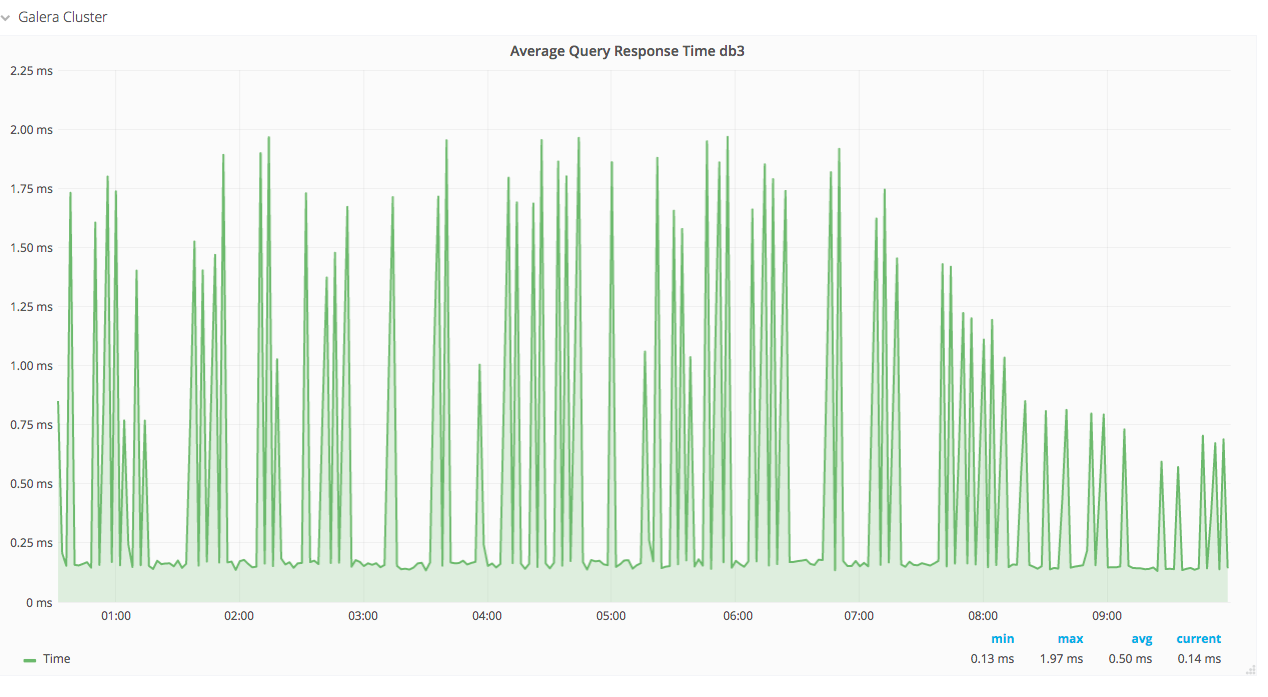 Galera Cluster
Average Query Response Time db3
2.25 ms
2.00 ms
1.75 ms
1.50 ms
1.25 ms
1.00 ms
0.75 ms
0.50 ms
0.25 ms
0 ms
01:00 02:00 03:00 04:00 05:00 06:00 07:00 08:00 09:00
min max avg current
Time 0.13 ms 1.97 ms 0.50 ms 0.14 ms